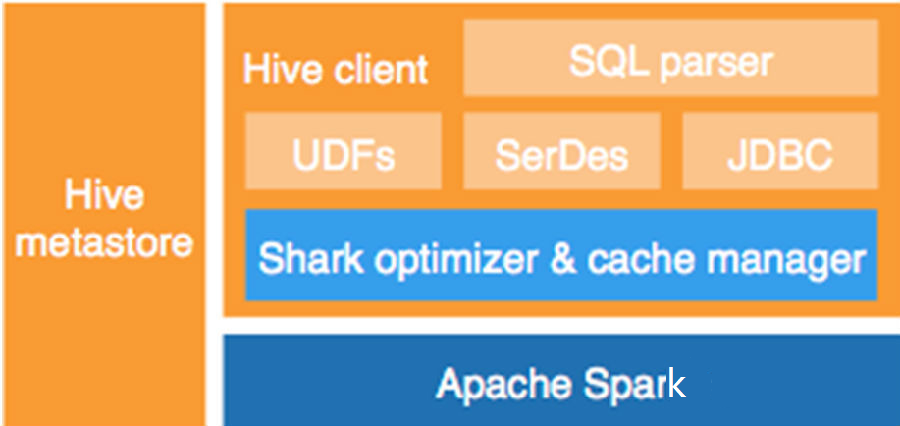 Hive
metastore
Hive client
SQL parser
UDFs
SerDes
JDBC
Shark optimizer & cache manager
Apache Spark